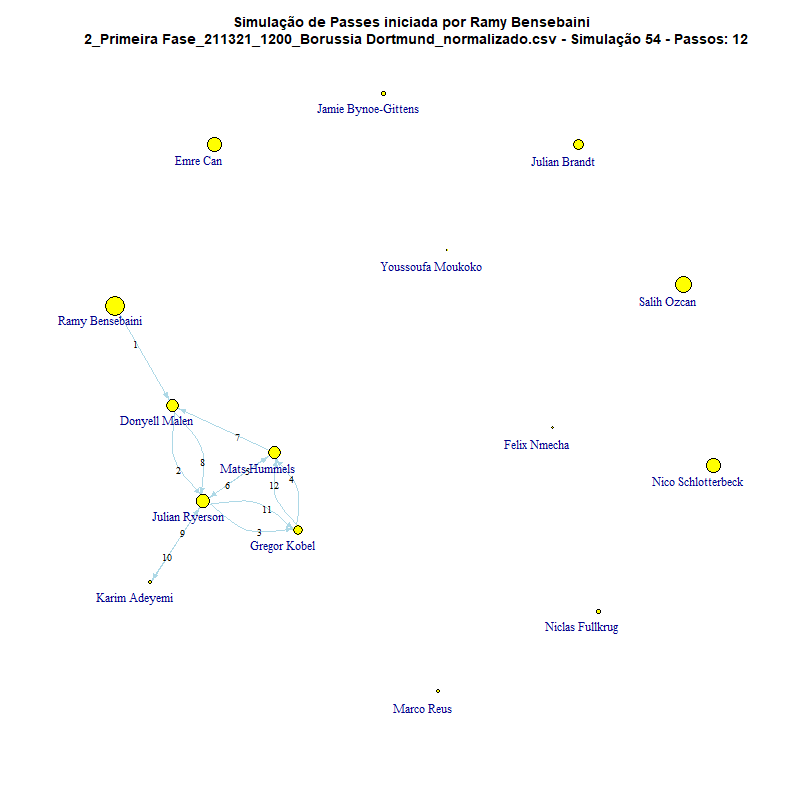 Simulação de Passes iniciada por Ramy Bensebaini
2_Primeira Fase_211321_1200_Borussia Dortmund_normalizado.csv - Simulação 54 - Passos: 12
Jamie Bynoe-Gittens
Emre Can
Julian Brandt
Youssoufa Moukoko
Salih Ozcan
Ramy Bensebaini
1
Donyell Malen
7
Felix Nmecha
8
2
Mats Hummels
5
4
Nico Schlotterbeck
6
12
11
Julian Ryerson
3
9
Gregor Kobel
10
Karim Adeyemi
Niclas Fullkrug
Marco Reus